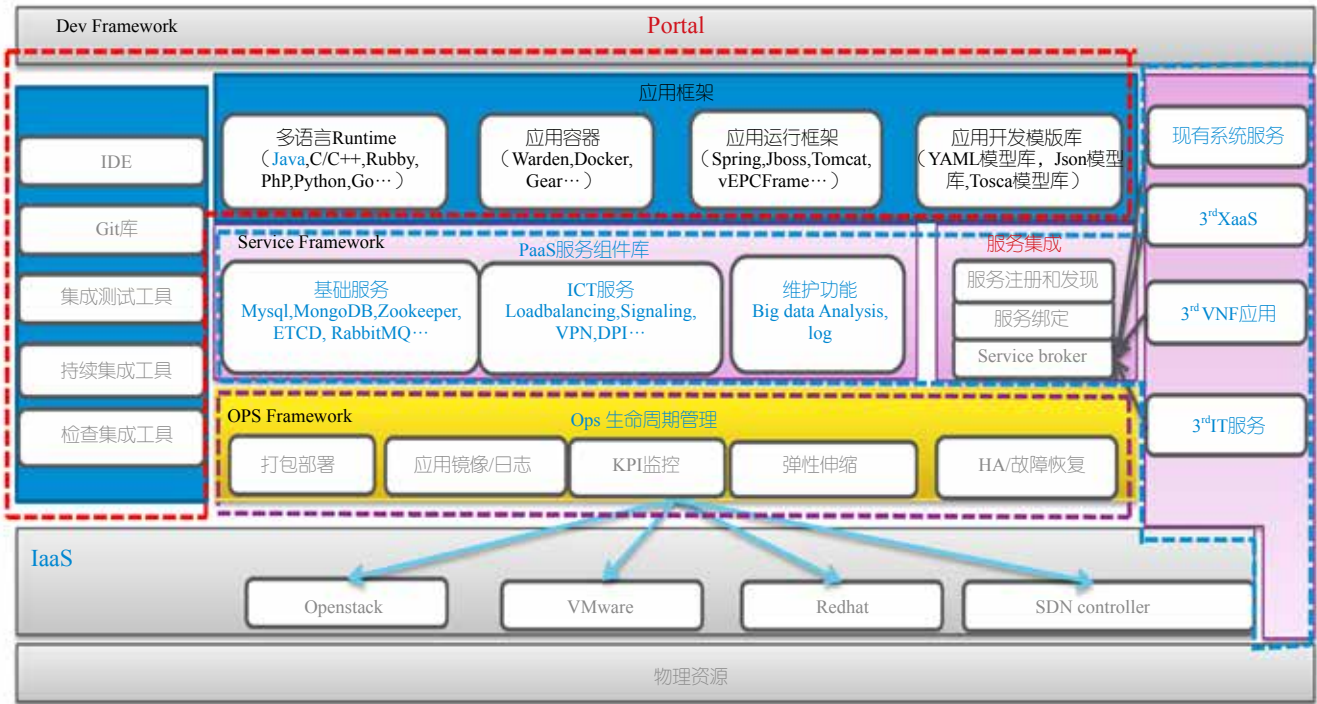 Dev Framework
Portal
IDE
Git库
集成测试工具
持续集成工具
检查集成工具
应用框架
多语言Runtime
（Java,C/C++,Rubby,
PhP,Python,Go…）
应用容器
（Warden,Docker,
Gear…）
应用运行框架
（Spring,Jboss,Tomcat,
vEPCFrame…）
应用开发模版库
（YAML模型库，Json模型
库,Tosca模型库）
Service Framework
PaaS服务组件库
基础服务
Mysql,MongoDB,Zookeeper,
ETCD, RabbitMQ…
ICT服务
Loadbalancing,Signaling,
VPN,DPI…
维护功能
Big data Analysis,
log
服务集成
服务注册和发现
服务绑定
Service broker
现有系统服务
3rdXaaS
3rd VNF应用
3rdIT服务
OPS Framework
Ops 生命周期管理
打包部署
应用镜像/日志
KPI监控
弹性伸缩
HA/故障恢复
IaaS
Openstack
VMware
Redhat
SDN controller
物理资源